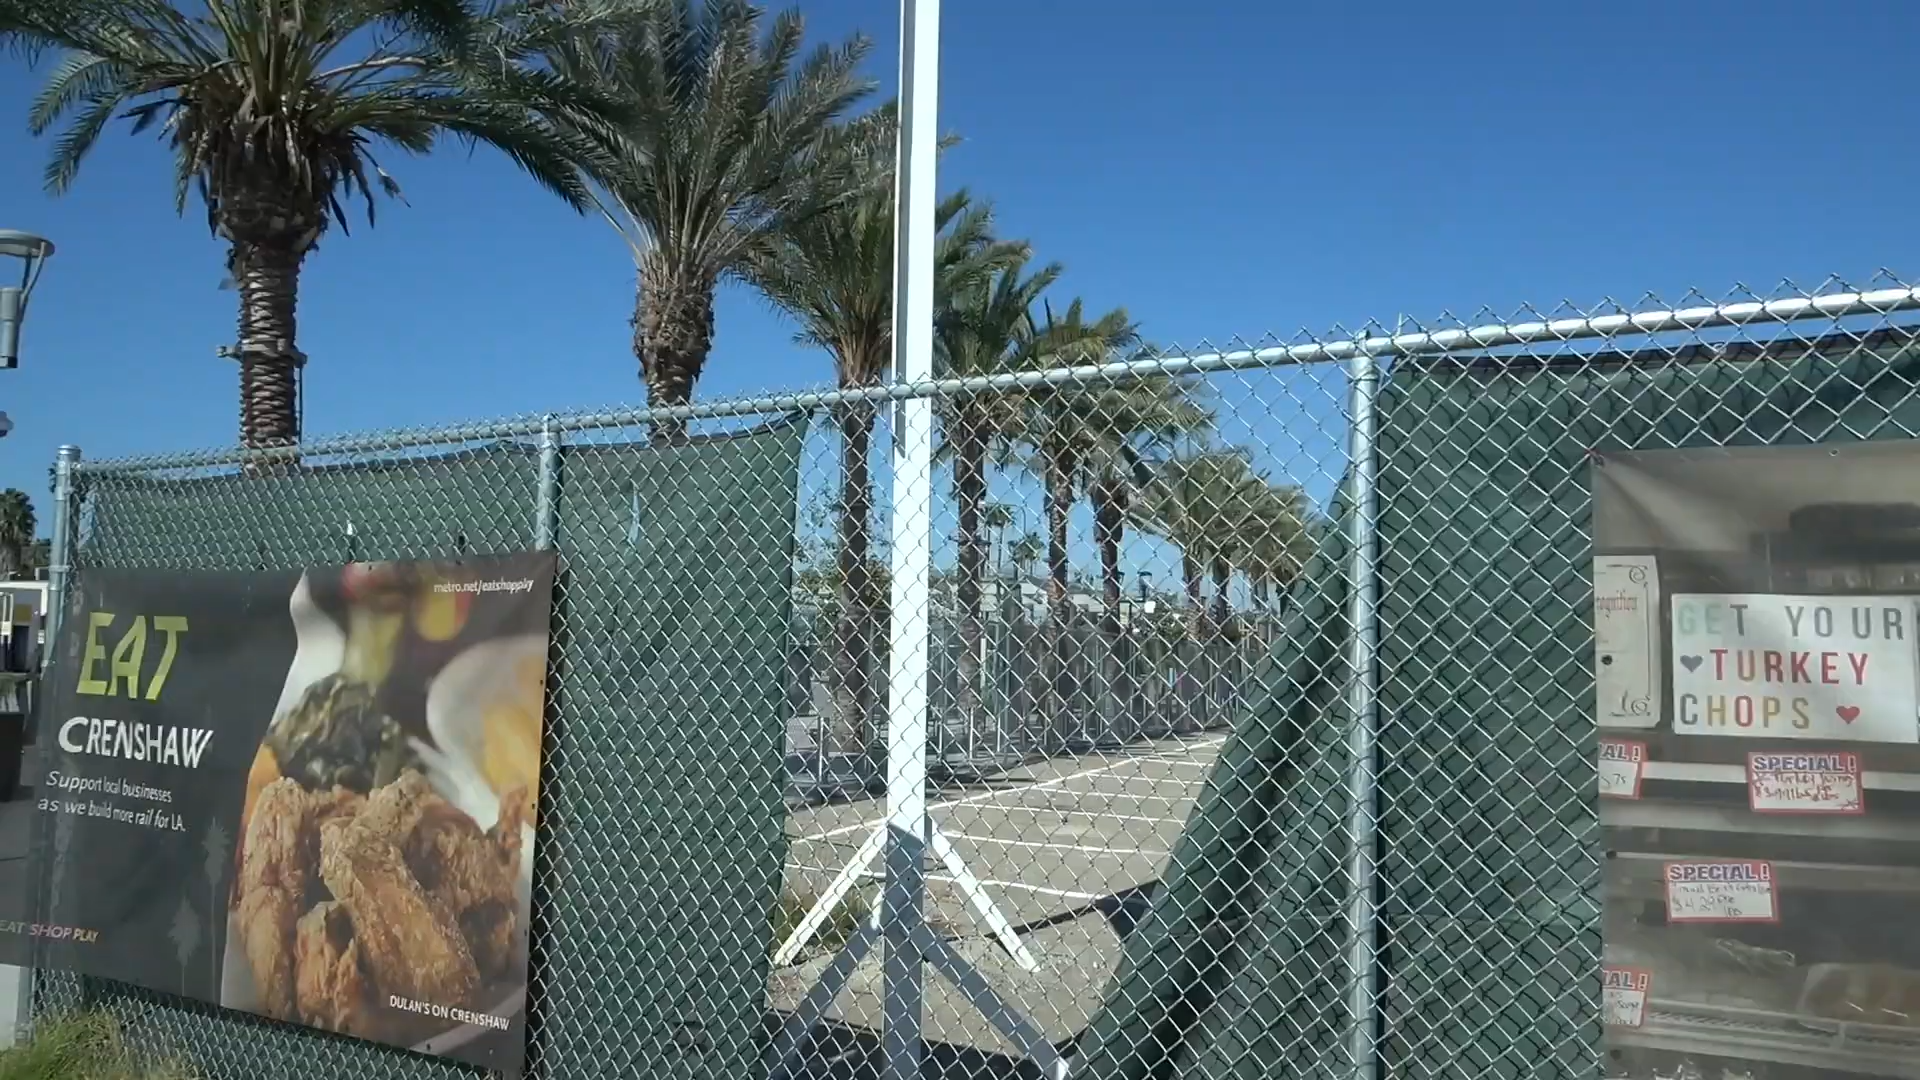 metro.net/eatshopplay
EAT
CRENSHAW
Support local businesses
as we build more rail for LA.
EAT SHOP PLAY
DULAN'S ON CRENSHAW
GET YOUR
TURKEY
CHOPS
SPECIAL!
SPECIAL!